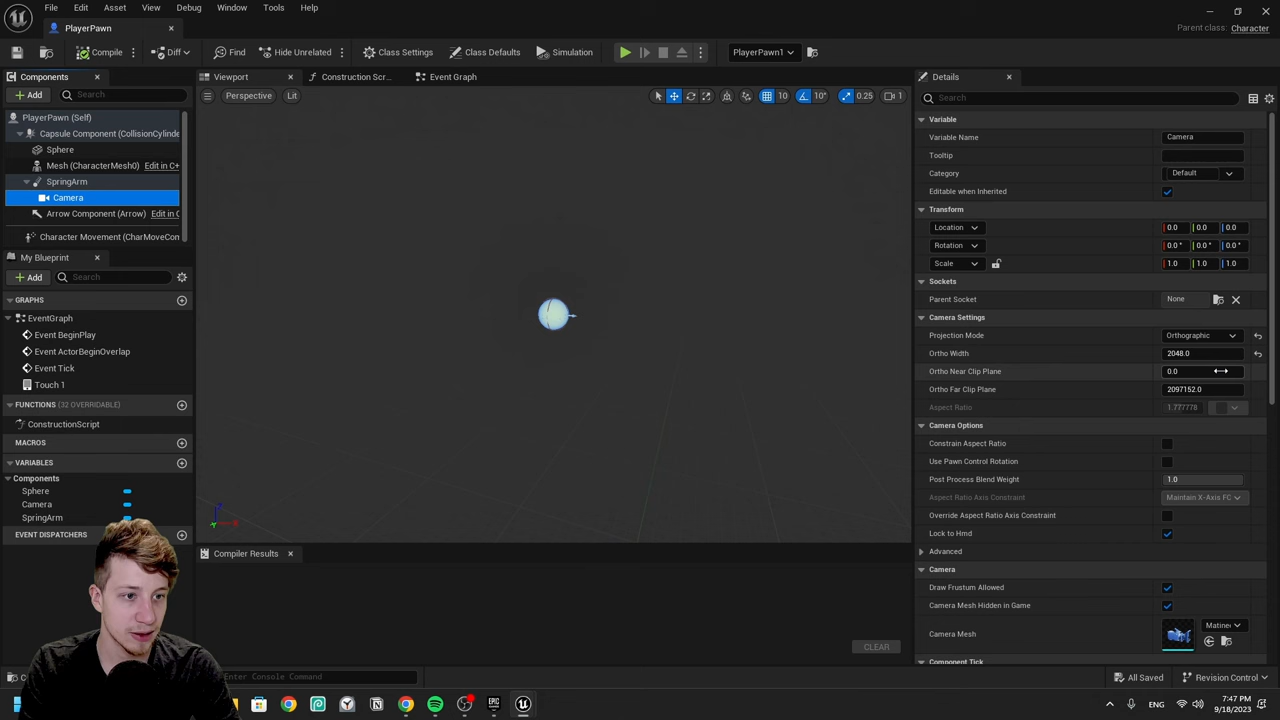 File Edit Asset View Debug Window Tools Help
PlayerPawn
Parent class: Character
Compile Diff Find Hide Unrelated Class Settings Class Defaults Simulation PlayerPawn1
Components
Add Search
PlayerPawn (Self)
Capsule Component (CollisionCylinde
Sphere
Mesh (CharacterMesh0) Edit in C+
SpringArm
Camera
Arrow Component (Arrow) Edit in C
Character Movement (CharMoveCom
My Blueprint
Add Search
GRAPHS
EventGraph
Event BeginPlay
Event ActorBeginOverlap
Event Tick
Touch 1
FUNCTIONS (32 OVERRIDABLE)
ConstructionScript
MACROS
VARIABLES
Components
Sphere
Camera
SpringArm
EVENT DISPATCHERS
Viewport Construction Scr... Event Graph
Perspective Lit 10 10° 0.25 1
Compiler Results
CLEAR
Details
Search
Variable
Variable Name Camera
Tooltip
Category Default
Editable when Inherited
Transform
Location 0.0 0.0 0.0
Rotation 0.0 ° 0.0 ° 0.0 °
Scale 1.0 1.0 1.0
Sockets
Parent Socket None
Camera Settings
Projection Mode Orthographic
Ortho Width 2048.0
Ortho Near Clip Plane 0.0
Ortho Far Clip Plane 2097152.0
Aspect Ratio 1.777778
Camera Options
Constrain Aspect Ratio
Use Pawn Control Rotation
Post Process Blend Weight 1.0
Aspect Ratio Axis Constraint Maintain X-Axis FC
Override Aspect Ratio Axis Constraint
Lock to Hmd
Advanced
Camera
Draw Frustum Allowed
Camera Mesh Hidden in Game
Camera Mesh Matine
Component Tick
Enter Console Command All Saved Revision Control
ENG 7:47 PM
9/18/2023